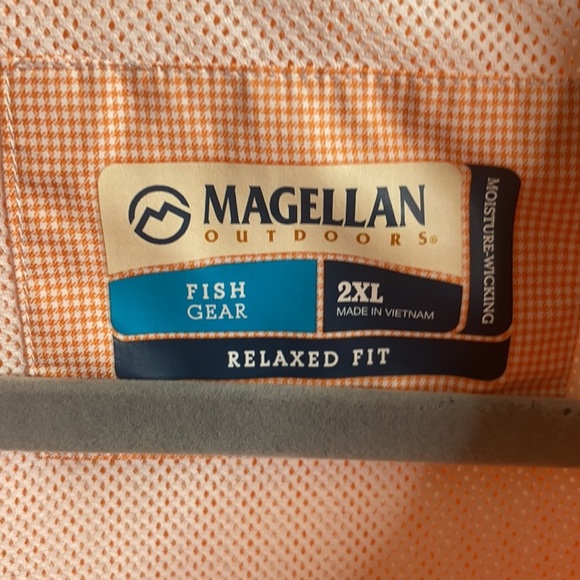 MAGELLAN
OUTDOORS®
FISH
GEAR
2XL
MADE IN VIETNAM
MOISTURE-WICKING
RELAXED FIT